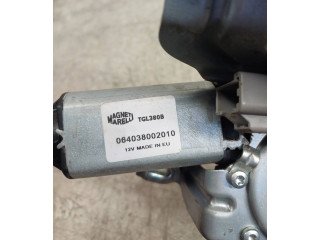 MAGNETI MARELLI TGL380B
064038002010
12V MADE IN EU